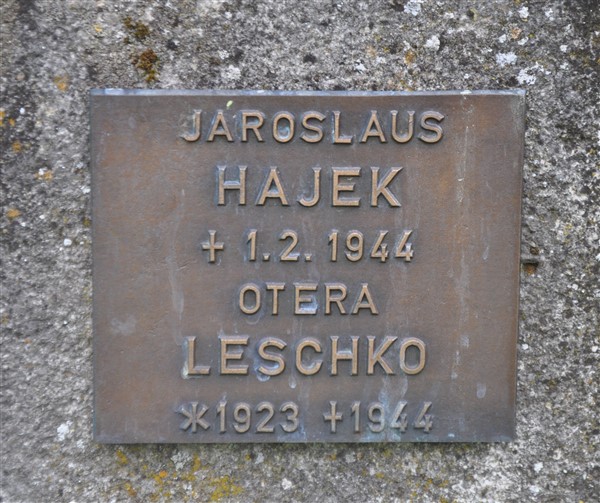 JAROSLAUS
HAJEK
+ 1.2.1944
OTERA
LESCHKO
* 1923 + 1944